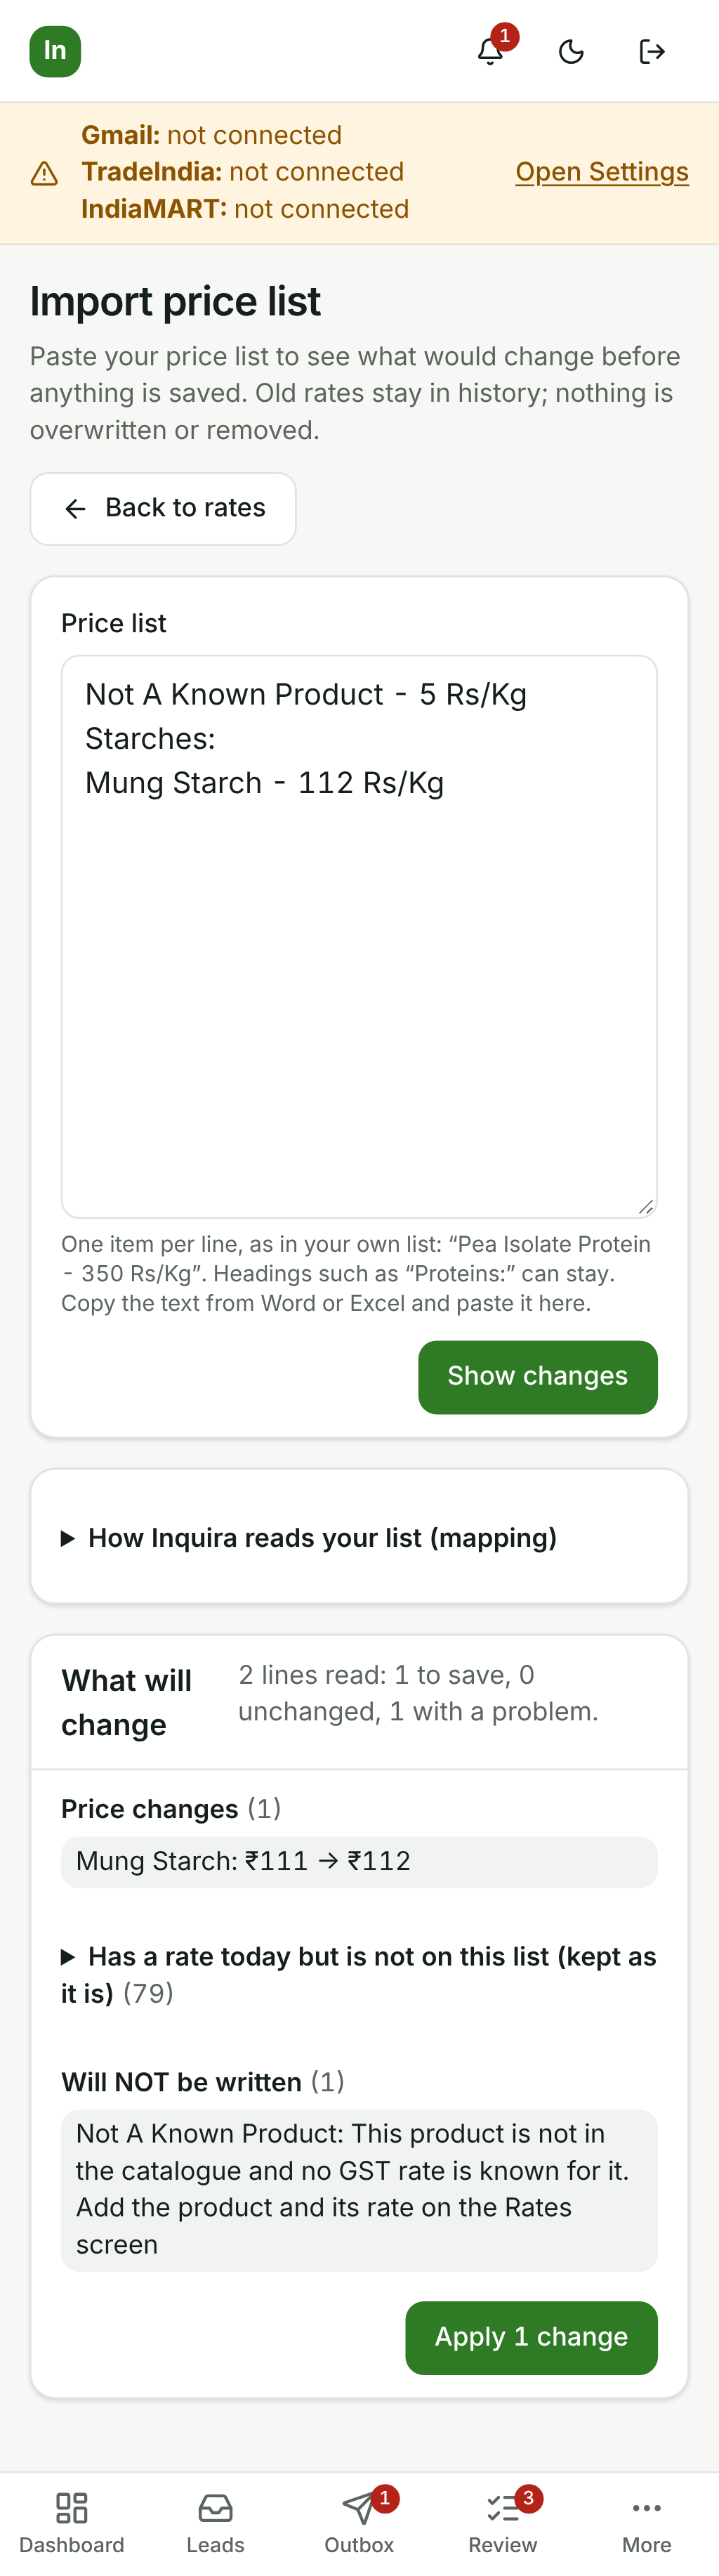 In
1
Gmail: not connected
TradeIndia: not connected
IndiaMART: not connected
Open Settings
Import price list
Paste your price list to see what would change before
anything is saved. Old rates stay in history; nothing is
overwritten or removed.
Back to rates
Price list
Not A Known Product - 5 Rs/Kg
Starches:
Mung Starch - 112 Rs/Kg
One item per line, as in your own list: “Pea Isolate Protein
- 350 Rs/Kg”. Headings such as “Proteins:” can stay.
Copy the text from Word or Excel and paste it here.
Show changes
How Inquira reads your list (mapping)
What will
change
2 lines read: 1 to save, 0
unchanged, 1 with a problem.
Price changes (1)
Mung Starch: ₹111 → ₹112
Has a rate today but is not on this list (kept as
it is) (79)
Will NOT be written (1)
Not A Known Product: This product is not in
the catalogue and no GST rate is known for it.
Add the product and its rate on the Rates
screen
Apply 1 change
1
3
Dashboard
Leads
Outbox
Review
More